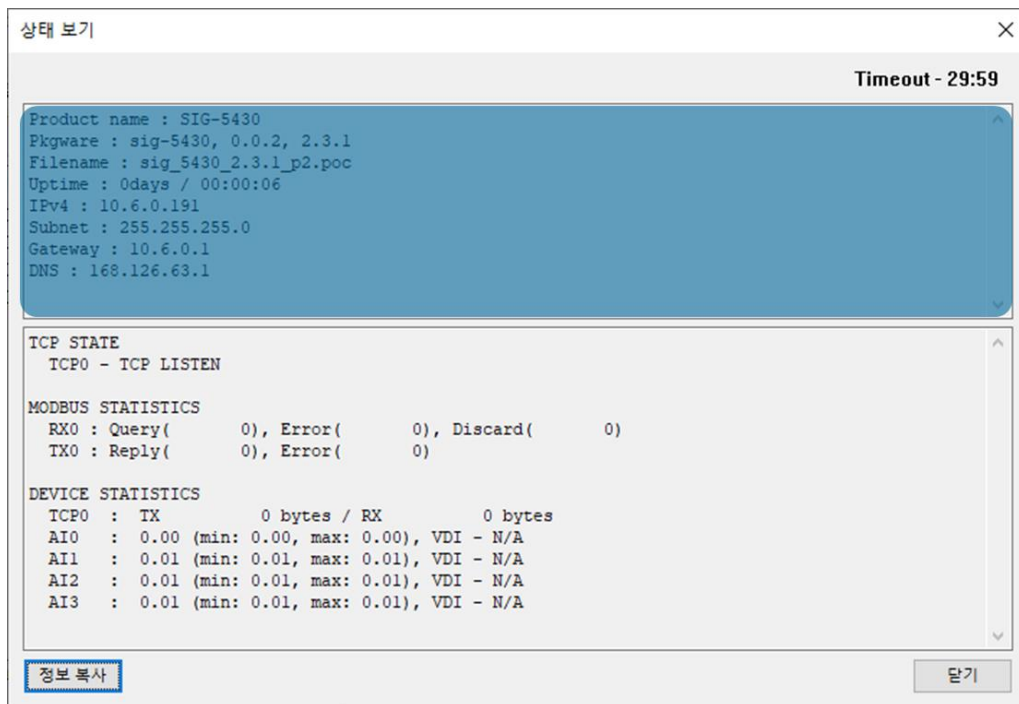 상태 보기
Timeout - 29:59
Product name : SIG-5430
Pkgware : sig-5430, 0.0.2, 2.3.1
Filename : sig_5430_2.3.1_p2.poc
Uptime : 0days / 00:00:06
IPv4 : 10.6.0.191
Subnet : 255.255.255.0
Gateway : 10.6.0.1
DNS : 168.126.63.1
TCP STATE
TCP0 - TCP LISTEN
MODBUS STATISTICS
RX0 : Query( 0), Error( 0), Discard( 0)
TX0 : Reply( 0), Error( 0)
DEVICE STATISTICS
TCP0 : TX 0 bytes / RX 0 bytes
AI0 : 0.00 (min: 0.00, max: 0.00), VDI - N/A
AI1 : 0.01 (min: 0.01, max: 0.01), VDI - N/A
AI2 : 0.01 (min: 0.01, max: 0.01), VDI - N/A
AI3 : 0.01 (min: 0.01, max: 0.01), VDI - N/A
정보 복사
닫기